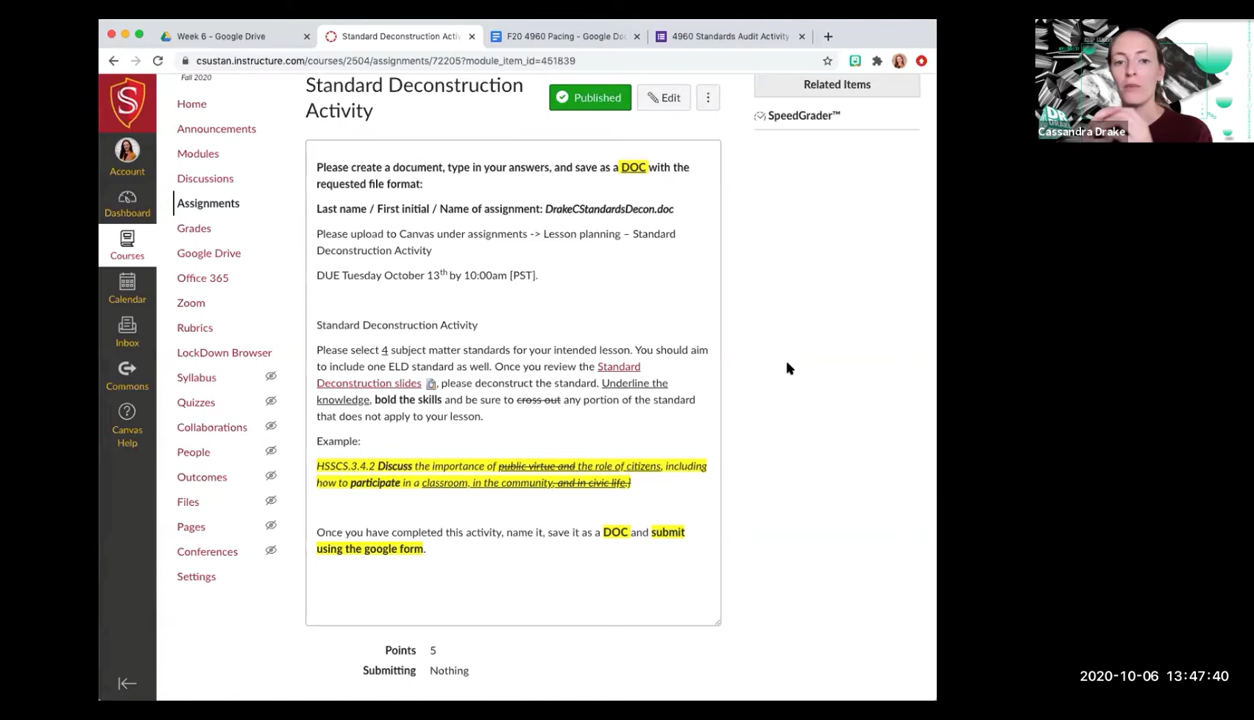 Week 6 - Google Drive
Standard Deconstruction Activ
F20 4960 Pacing - Google Doc
4960 Standards Audit Activity
csustan.instructure.com/courses/2504/assignments/72205?module_item_id=451839
Fall 2020
Home
Announcements
Modules
Discussions
Assignments
Grades
Google Drive
Office 365
Zoom
Rubrics
LockDown Browser
Syllabus
Quizzes
Collaborations
People
Outcomes
Files
Pages
Conferences
Settings
Account
Dashboard
Courses
Calendar
Inbox
Commons
Canvas
Help
Standard Deconstruction
Activity
Published
Edit
Related Items
SpeedGrader™
Please create a document, type in your answers, and save as a DOC with the
requested file format:
Last name / First initial / Name of assignment: DrakeCStandardsDecon.doc
Please upload to Canvas under assignments -> Lesson planning – Standard
Deconstruction Activity
DUE Tuesday October 13th by 10:00am [PST].
Standard Deconstruction Activity
Please select 4 subject matter standards for your intended lesson. You should aim
to include one ELD standard as well. Once you review the Standard
Deconstruction slides, please deconstruct the standard. Underline the
knowledge, bold the skills and be sure to cross out any portion of the standard
that does not apply to your lesson.
Example:
HSSCS.3.4.2 Discuss the importance of public virtue and the role of citizens, including
how to participate in a classroom, in the community, and in civic life.]
Once you have completed this activity, name it, save it as a DOC and submit
using the google form.
Points 5
Submitting Nothing
Cassandra Drake
2020-10-06 13:47:40